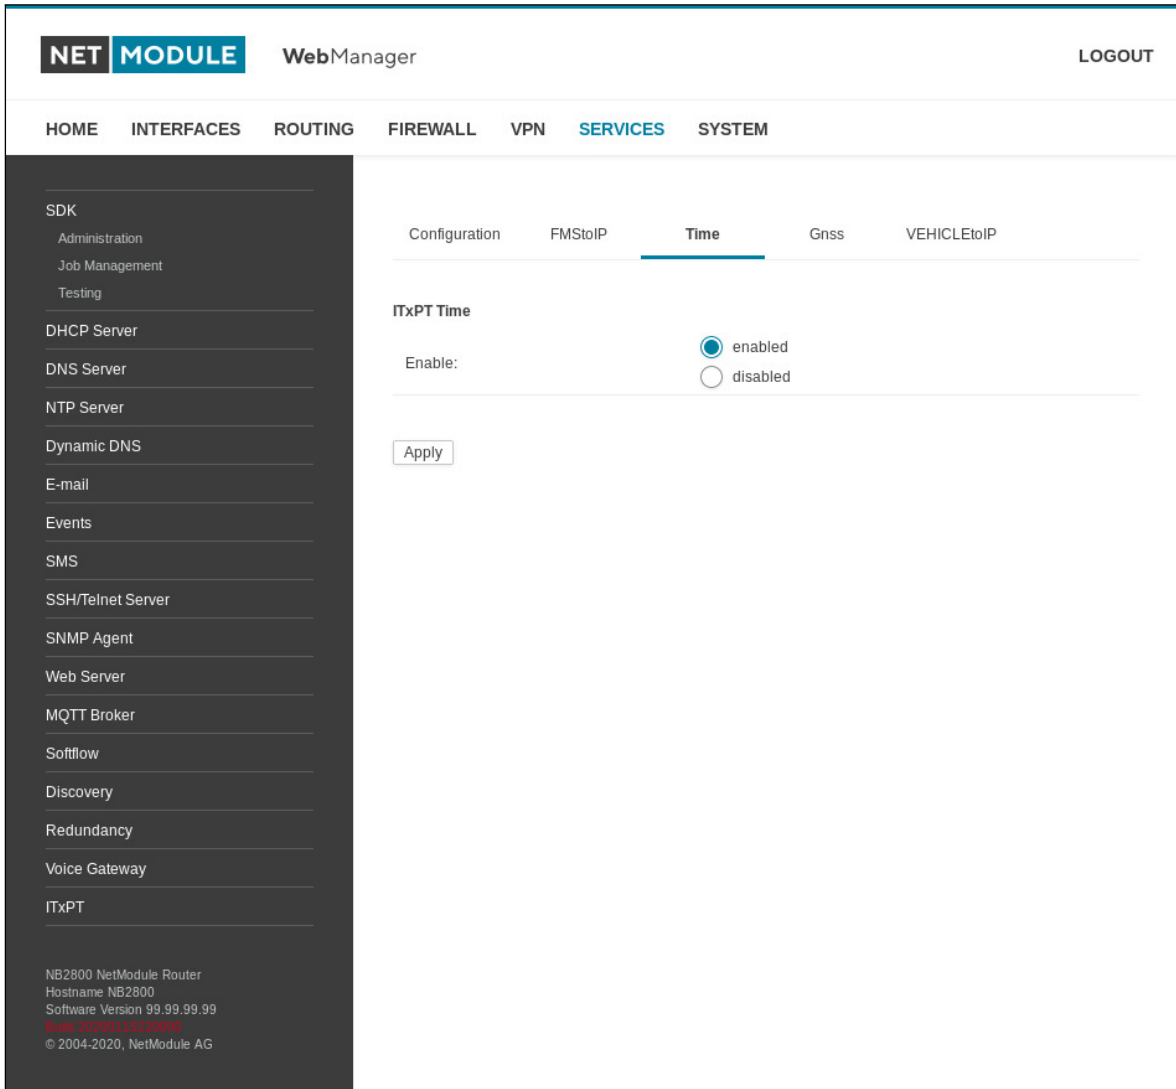 NET MODULE WebManager LOGOUT
HOME INTERFACES ROUTING FIREWALL VPN SERVICES SYSTEM
SDK
Administration
Job Management
Testing
DHCP Server
DNS Server
NTP Server
Dynamic DNS
E-mail
Events
SMS
SSH/Telnet Server
SNMP Agent
Web Server
MQTT Broker
Softflow
Discovery
Redundancy
Voice Gateway
ITxPT
NB2800 NetModule Router
Hostname NB2800
Software Version 99.99.99.99
Build
© 2004-2020, NetModule AG
Configuration FMStoIP Time Gnss VEHICLEtoIP
ITxPT Time
Enable:
enabled
disabled
Apply